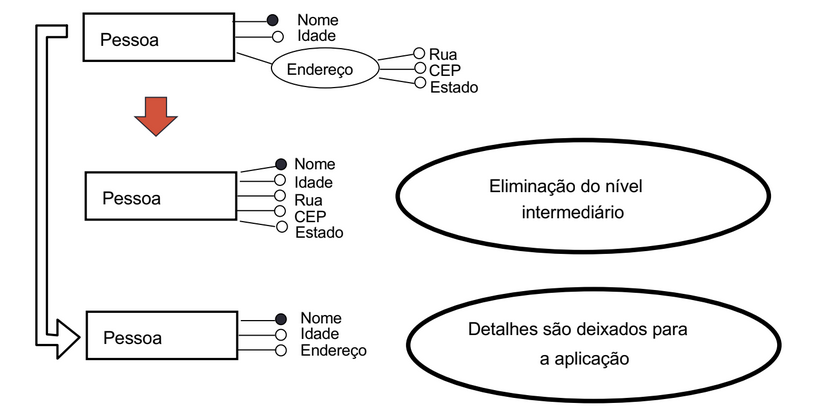 Pessoa
Nome
Idade
Endereço
Rua
CEP
Estado
Pessoa
Nome
Idade
Rua
CEP
Estado
Eliminação do nível
intermediário
Pessoa
Nome
Idade
Endereço
Detalhes são deixados para
a aplicação